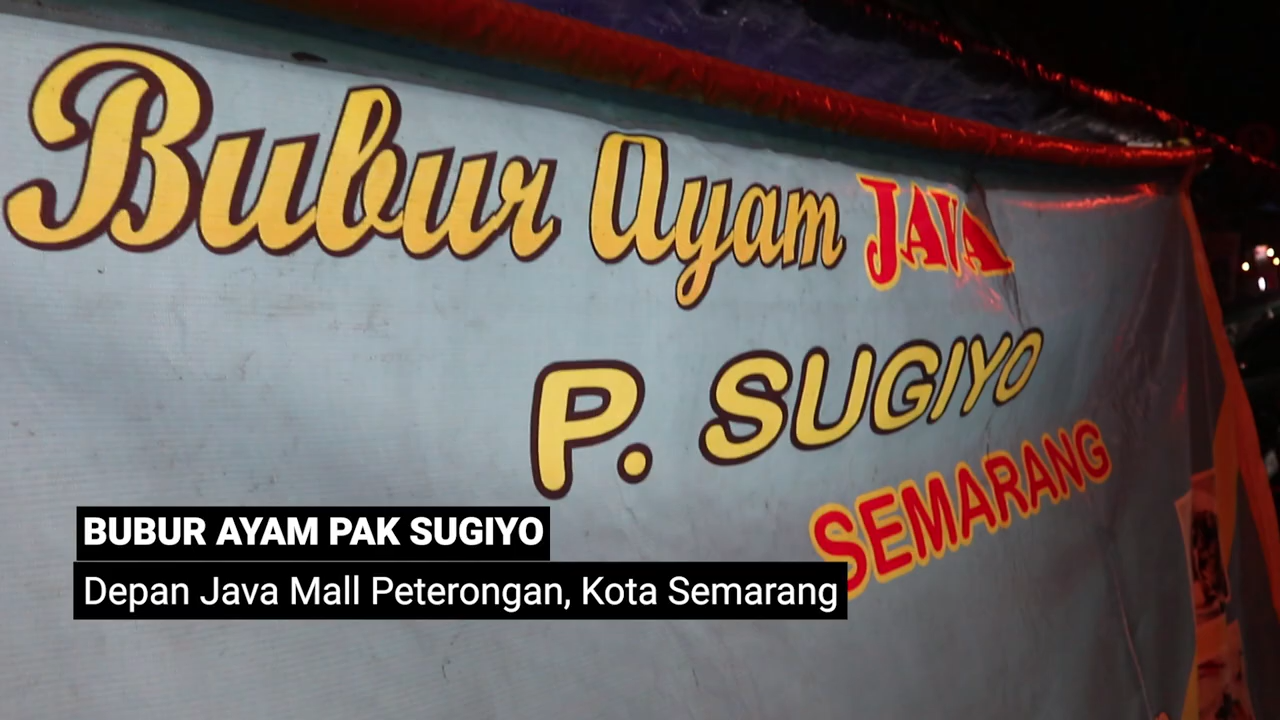 Bubur Ayam JAVA
P. SUGIYO
SEMARANG
BUBUR AYAM PAK SUGIYO
Depan Java Mall Peterongan, Kota Semarang